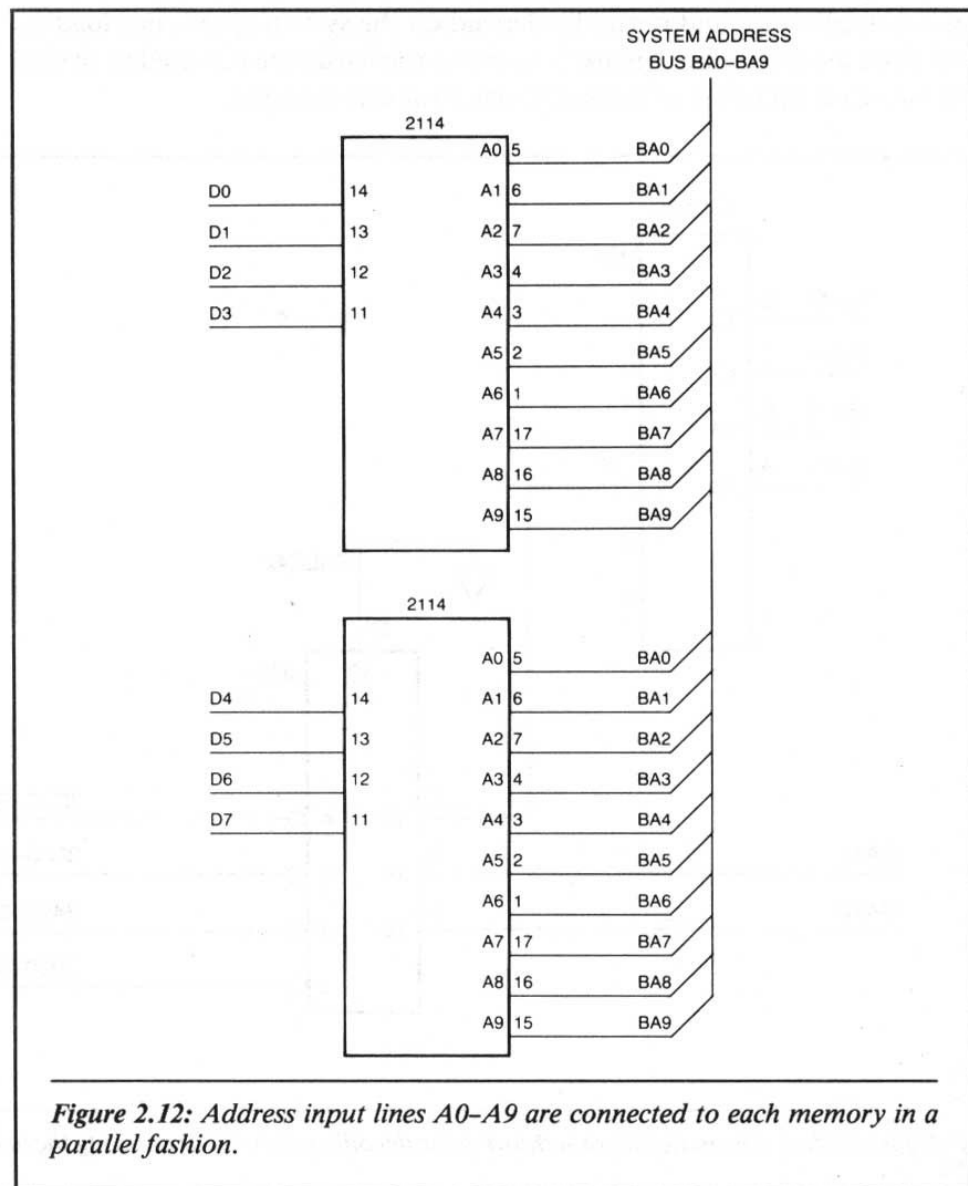 SYSTEM ADDRESS
BUS BA0–BA9
2114
A0 5 BA0
D0 14 A1 6 BA1
D1 13 A2 7 BA2
D2 12 A3 4 BA3
D3 11 A4 3 BA4
A5 2 BA5
A6 1 BA6
A7 17 BA7
A8 16 BA8
A9 15 BA9
2114
A0 5 BA0
D4 14 A1 6 BA1
D5 13 A2 7 BA2
D6 12 A3 4 BA3
D7 11 A4 3 BA4
A5 2 BA5
A6 1 BA6
A7 17 BA7
A8 16 BA8
A9 15 BA9
Figure 2.12: Address input lines A0–A9 are connected to each memory in a
parallel fashion.